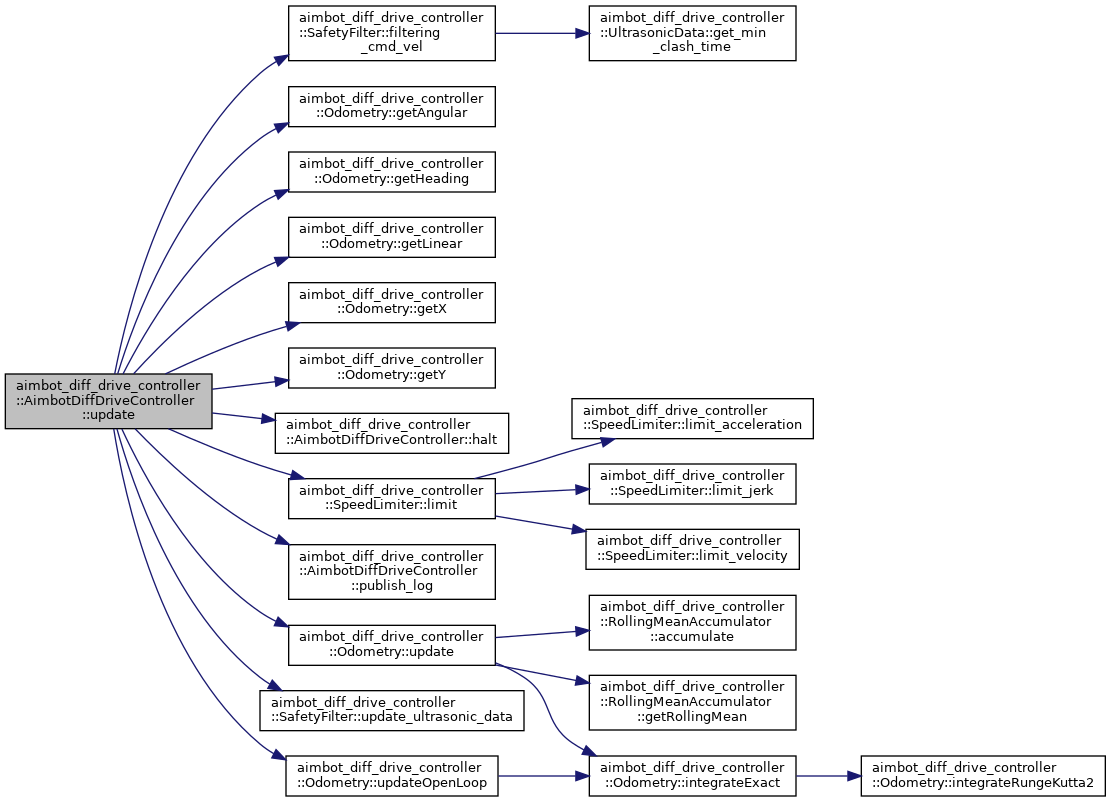 aimbot_diff_drive_controller
::AimbotDiffDriveController
::update
aimbot_diff_drive_controller
::SafetyFilter::filtering
_cmd_vel
aimbot_diff_drive_controller
::UltrasonicData::get_min
_clash_time
aimbot_diff_drive_controller
::Odometry::getAngular
aimbot_diff_drive_controller
::Odometry::getHeading
aimbot_diff_drive_controller
::Odometry::getLinear
aimbot_diff_drive_controller
::Odometry::getX
aimbot_diff_drive_controller
::Odometry::getY
aimbot_diff_drive_controller
::AimbotDiffDriveController::halt
aimbot_diff_drive_controller
::SpeedLimiter::limit
aimbot_diff_drive_controller
::SpeedLimiter::limit_acceleration
aimbot_diff_drive_controller
::SpeedLimiter::limit_jerk
aimbot_diff_drive_controller
::SpeedLimiter::limit_velocity
aimbot_diff_drive_controller
::AimbotDiffDriveController
::publish_log
aimbot_diff_drive_controller
::Odometry::update
aimbot_diff_drive_controller
::RollingMeanAccumulator
::accumulate
aimbot_diff_drive_controller
::RollingMeanAccumulator
::getRollingMean
aimbot_diff_drive_controller
::SafetyFilter::update_ultrasonic_data
aimbot_diff_drive_controller
::Odometry::updateOpenLoop
aimbot_diff_drive_controller
::Odometry::integrateExact
aimbot_diff_drive_controller
::Odometry::integrateRungeKutta2